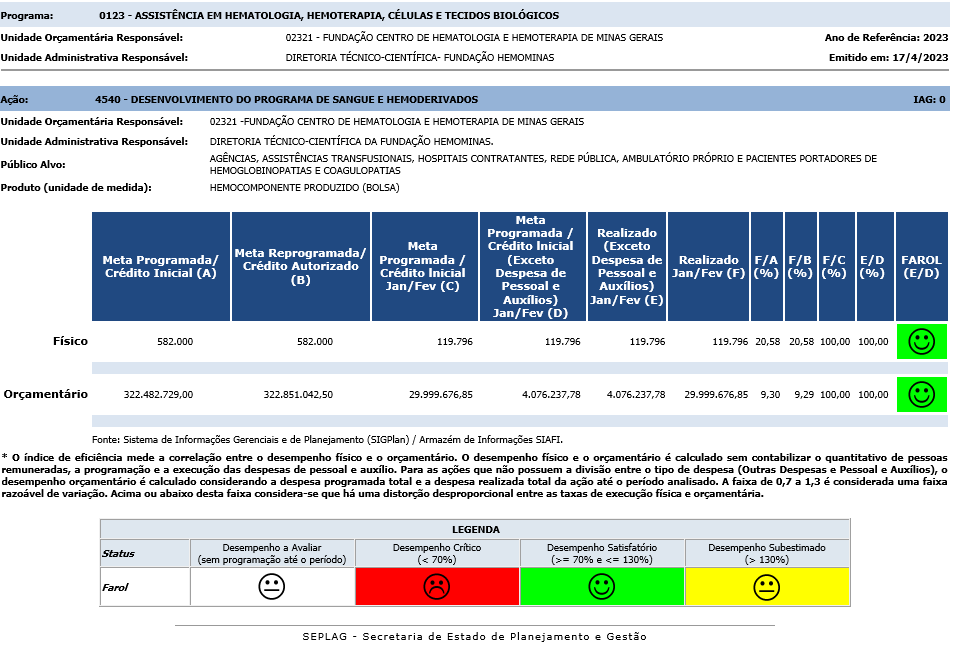 Programa: 0123 - ASSISTÊNCIA EM HEMATOLOGIA, HEMOTERAPIA, CÉLULAS E TECIDOS BIOLÓGICOS
Unidade Orçamentária Responsável: 02321 - FUNDAÇÃO CENTRO DE HEMATOLOGIA E HEMOTERAPIA DE MINAS GERAIS Ano de Referência: 2023
Unidade Administrativa Responsável: DIRETORIA TÉCNICO-CIENTÍFICA- FUNDAÇÃO HEMOMINAS Emitido em: 17/4/2023
Ação: 4540 - DESENVOLVIMENTO DO PROGRAMA DE SANGUE E HEMODERIVADOS IAG: 0
Unidade Orçamentária Responsável: 02321 -FUNDAÇÃO CENTRO DE HEMATOLOGIA E HEMOTERAPIA DE MINAS GERAIS
Unidade Administrativa Responsável: DIRETORIA TÉCNICO-CIENTÍFICA DA FUNDAÇÃO HEMOMINAS.
Público Alvo: AGÊNCIAS, ASSISTÊNCIAS TRANSFUSIONAIS, HOSPITAIS CONTRATANTES, REDE PÚBLICA, AMBULATÓRIO PRÓPRIO E PACIENTES PORTADORES DE
HEMOGLOBINOPATIAS E COAGULOPATIAS
Produto (unidade de medida): HEMOCOMPONENTE PRODUZIDO (BOLSA)
Meta Programada/
Crédito Inicial (A)
Meta Reprogramada/
Crédito Autorizado
(B)
Meta
Programada /
Crédito Inicial
Jan/Fev (C)
Meta
Programada /
Crédito Inicial
(Exceto
Despesa de
Pessoal e
Auxílios)
Jan/Fev (D)
Realizado
(Exceto
Despesa de
Pessoal e
Auxílios)
Jan/Fev (E)
Realizado
Jan/Fev (F)
F/A
(%)
F/B
(%)
F/C
(%)
E/D
(%)
FAROL
(E/D)
Físico 582.000 582.000 119.796 119.796 119.796 119.796 20,58 20,58 100,00 100,00
Orçamentário 322.482.729,00 322.851.042,50 29.999.676,85 4.076.237,78 4.076.237,78 29.999.676,85 9,30 9,29 100,00 100,00
Fonte: Sistema de Informações Gerenciais e de Planejamento (SIGPlan) / Armazém de Informações SIAFI.
* O índice de eficiência mede a correlação entre o desempenho físico e o orçamentário. O desempenho físico e o orçamentário é calculado sem contabilizar o quantitativo de pessoas
remuneradas, a programação e a execução das despesas de pessoal e auxílio. Para as ações que não possuem a divisão entre o tipo de despesa (Outras Despesas e Pessoal e Auxílios), o
desempenho orçamentário é calculado considerando a despesa programada total e a despesa realizada total da ação até o período analisado. A faixa de 0,7 a 1,3 é considerada uma faixa
razoável de variação. Acima ou abaixo desta faixa considera-se que há uma distorção desproporcional entre as taxas de execução física e orçamentária.
LEGENDA
Status
Desempenho a Avaliar
(sem programação até o período)
Desempenho Crítico
(< 70%)
Desempenho Satisfatório
(>= 70% e <= 130%)
Desempenho Subestimado
(> 130%)
Farol
SEPLAG - Secretaria de Estado de Planejamento e Gestão